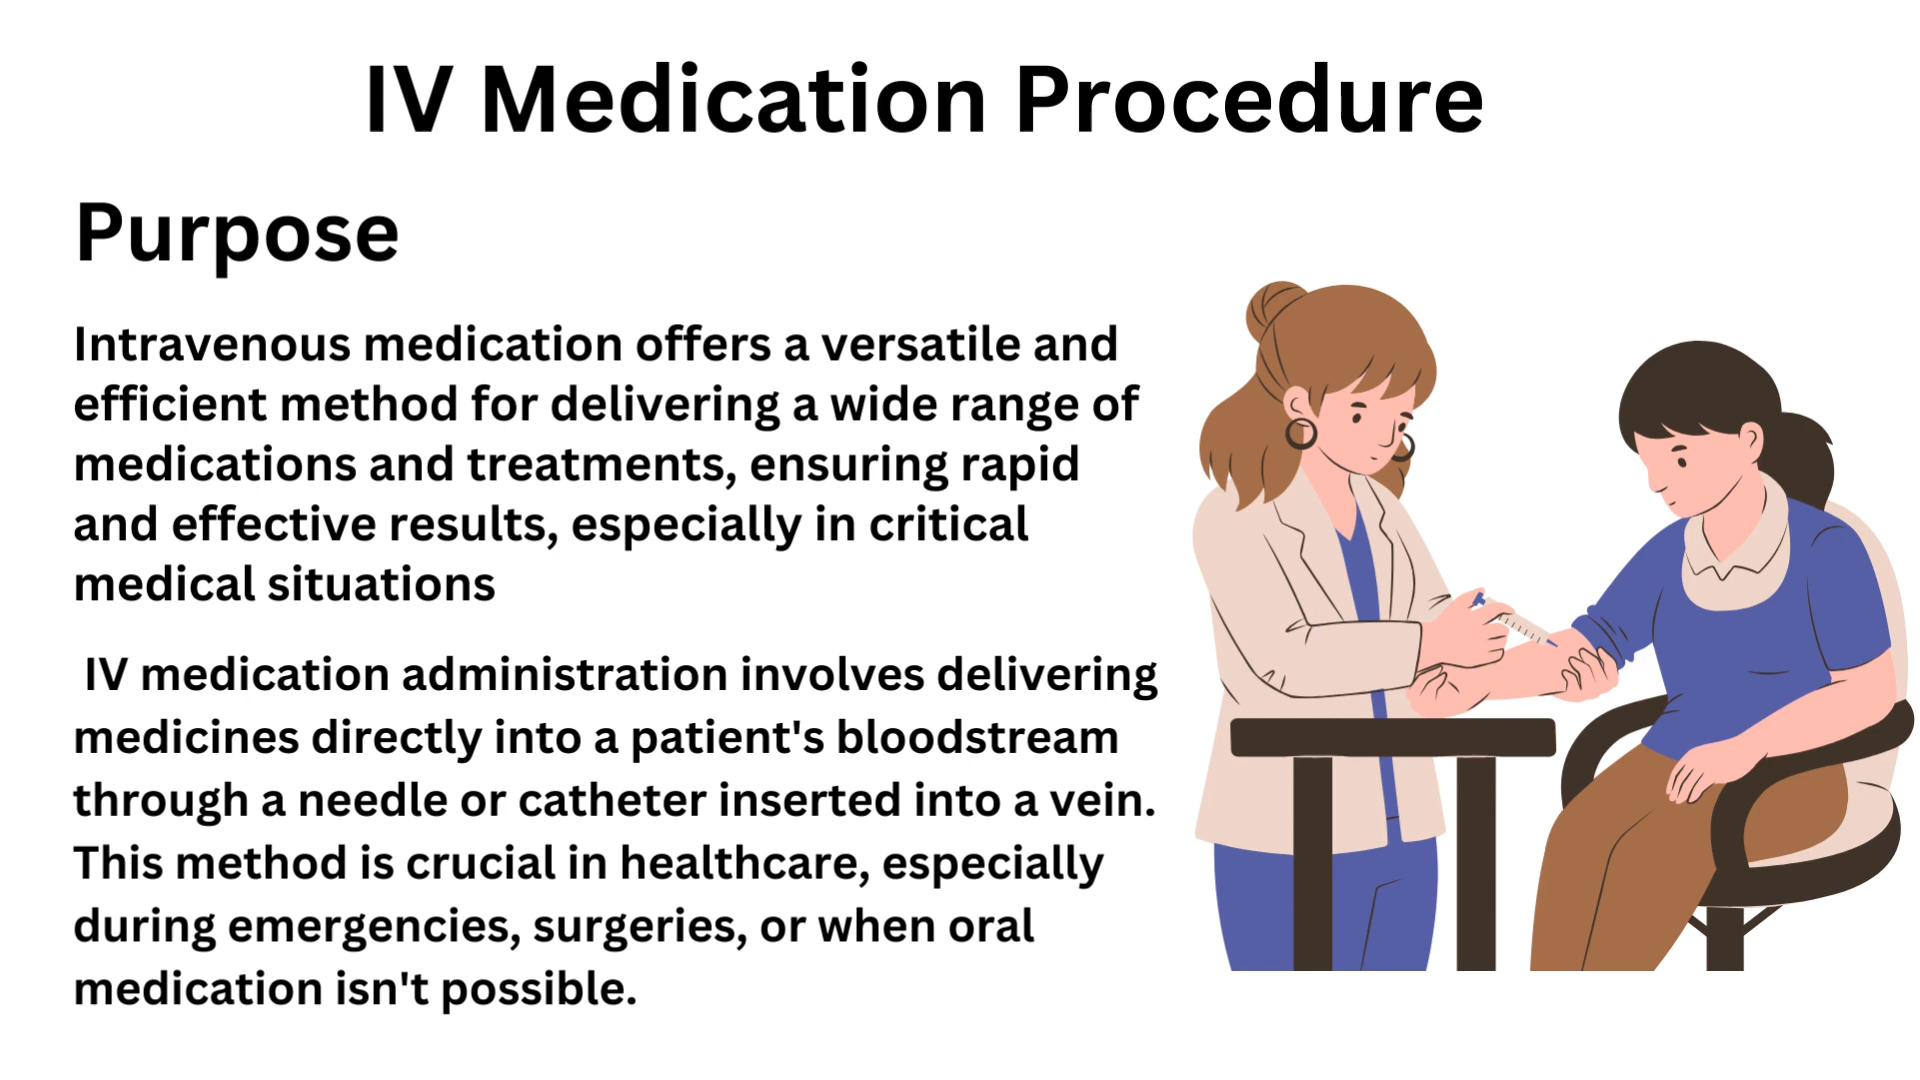 IV Medication Procedure
Purpose
Intravenous medication offers a versatile and
efficient method for delivering a wide range of
medications and treatments, ensuring rapid
and effective results, especially in critical
medical situations
IV medication administration involves delivering
medicines directly into a patient's bloodstream
through a needle or catheter inserted into a vein.
This method is crucial in healthcare, especially
during emergencies, surgeries, or when oral
medication isn't possible.